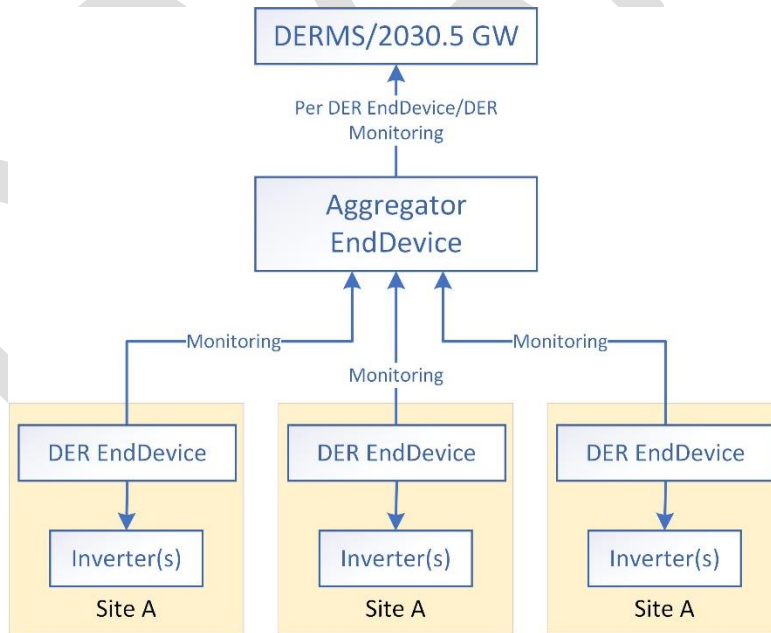 DERMS/2030.5 GW
Per DER EndDevice/DER
Monitoring
Aggregator
EndDevice
Monitoring
Monitoring
Monitoring
DER EndDevice
DER EndDevice
DER EndDevice
Inverter(s)
Inverter(s)
Inverter(s)
Site A
Site A
Site A